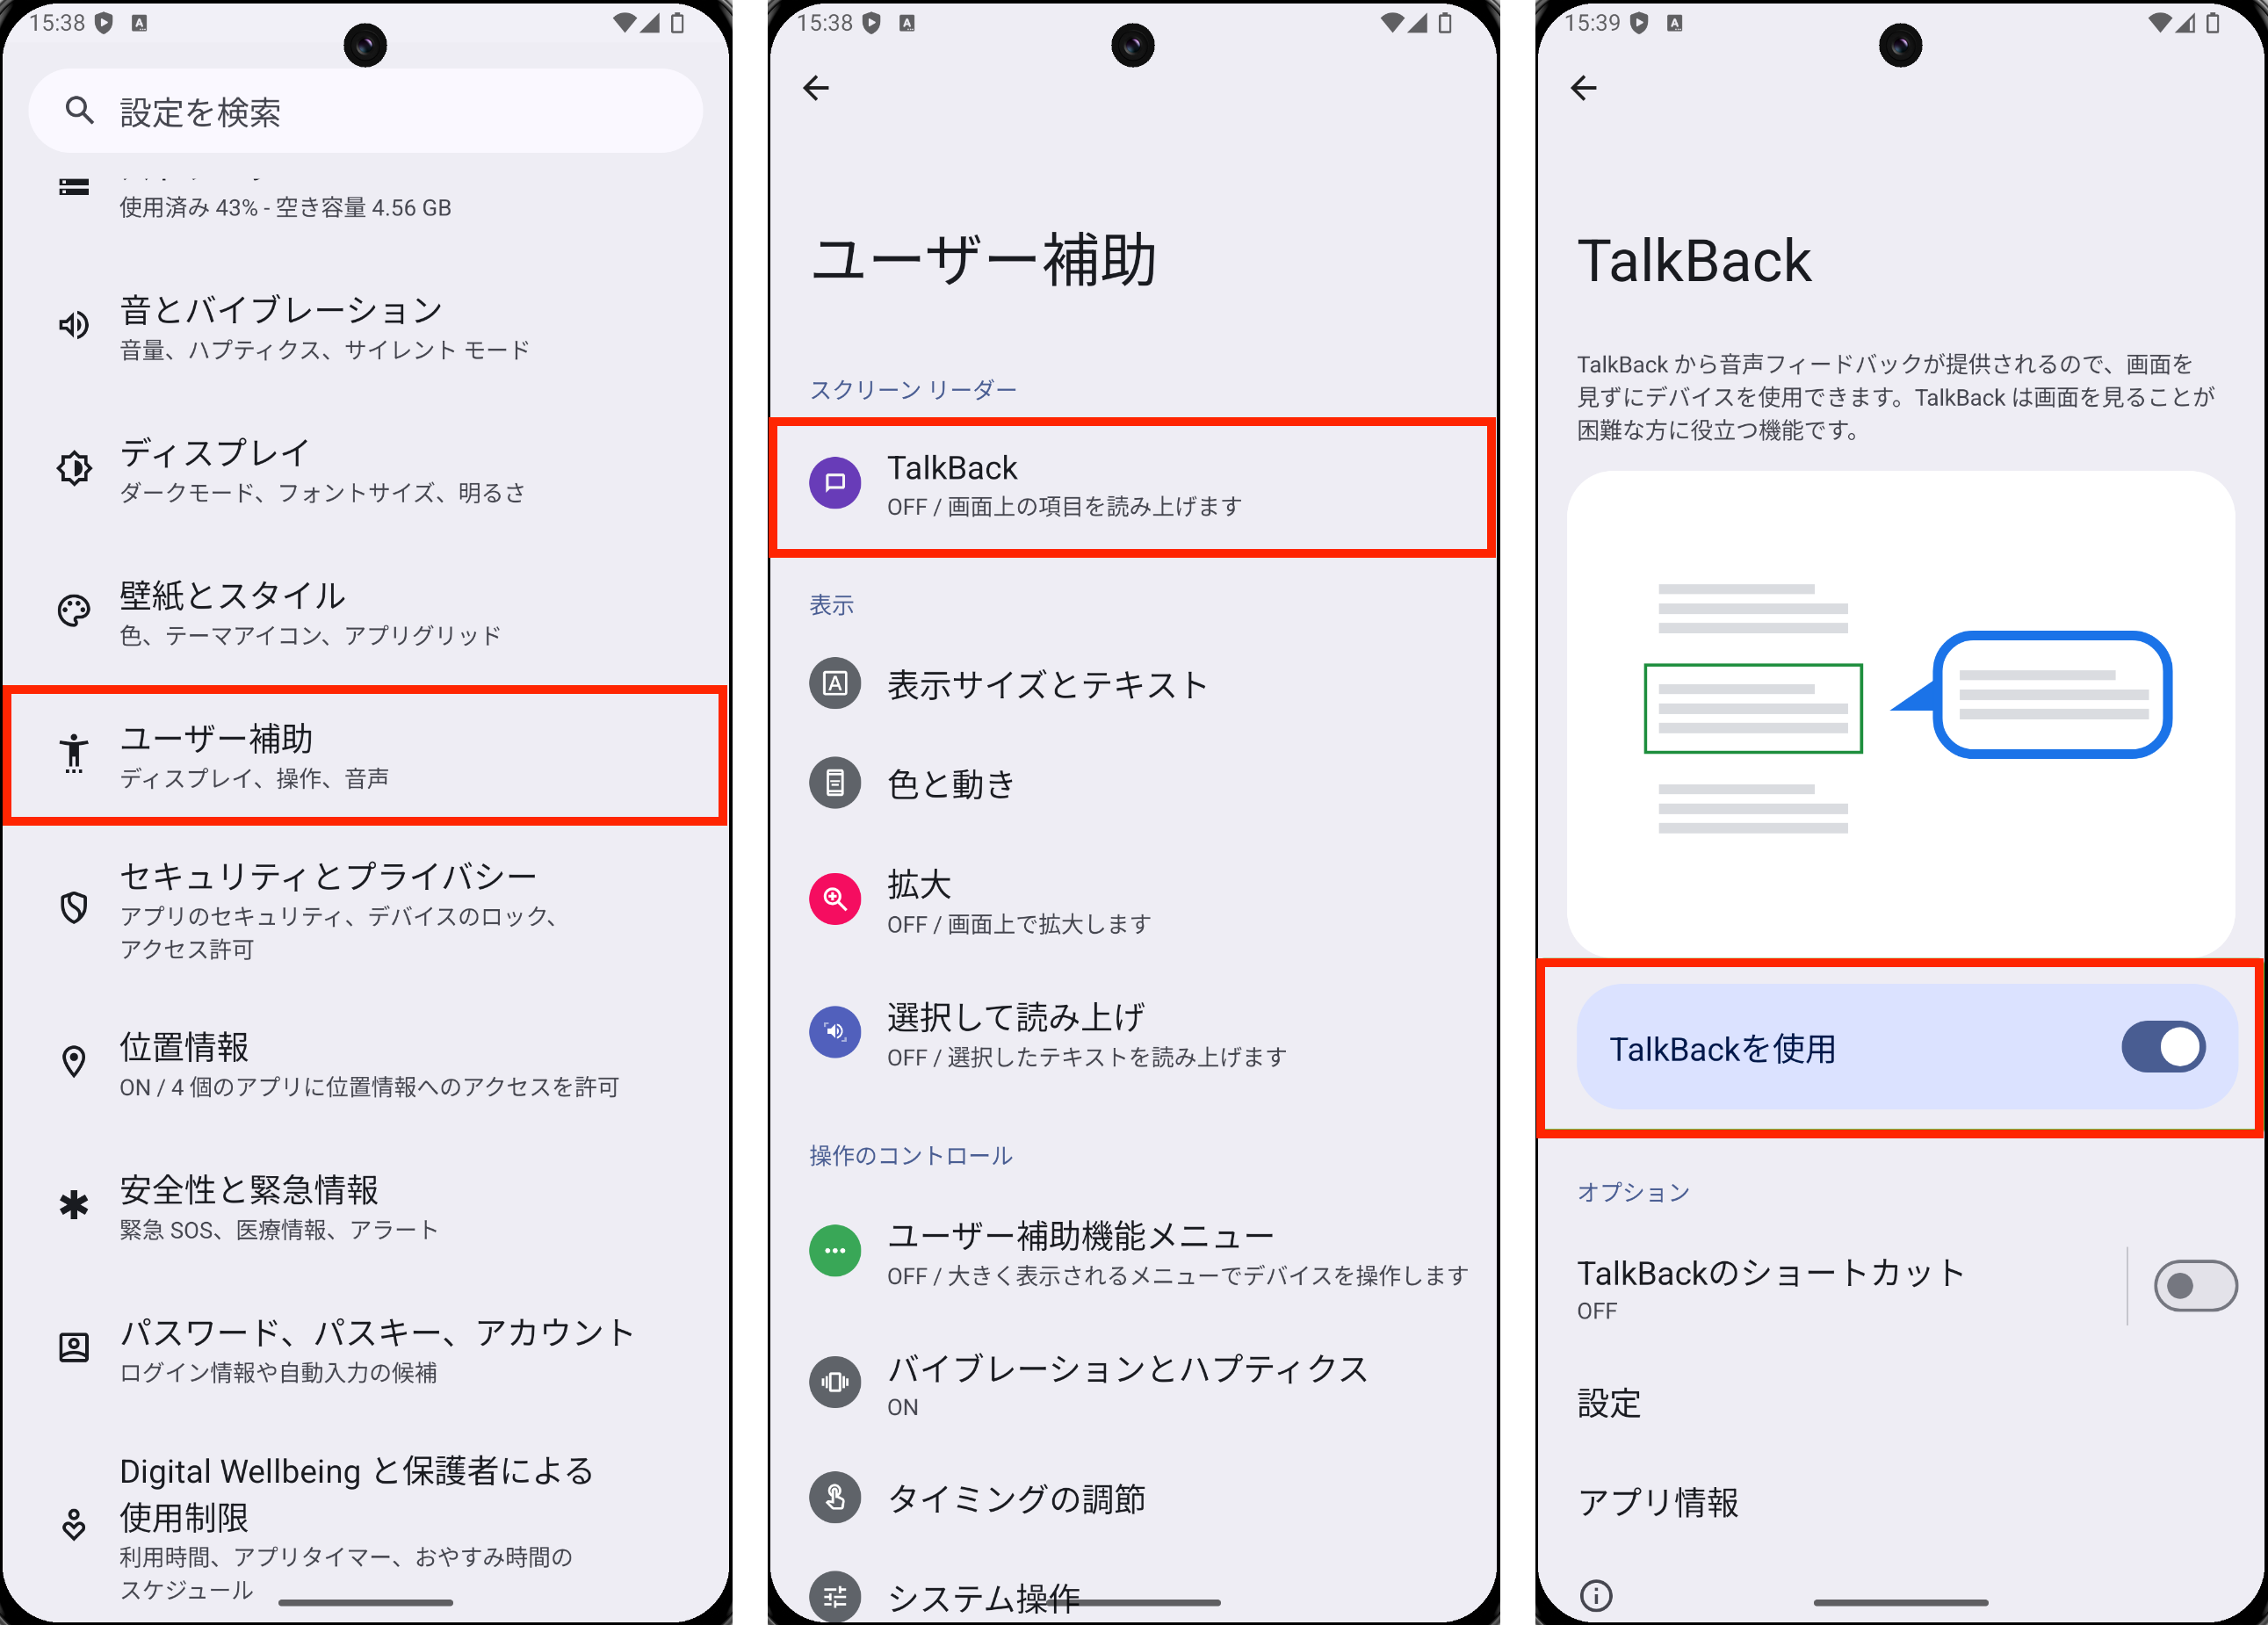 15:38
設定を検索
使用済み 43% - 空き容量 4.56 GB
音とバイブレーション
音量、ハプティクス、サイレント モード
ディスプレイ
ダークモード、フォントサイズ、明るさ
壁紙とスタイル
色、テーマアイコン、アプリグリッド
ユーザー補助
ディスプレイ、操作、音声
セキュリティとプライバシー
アプリのセキュリティ、デバイスのロック、
アクセス許可
位置情報
ON / 4 個のアプリに位置情報へのアクセスを許可
安全性と緊急情報
緊急 SOS、医療情報、アラート
パスワード、パスキー、アカウント
ログイン情報や自動入力の候補
Digital Wellbeing と保護者による
使用制限
利用時間、アプリタイマー、おやすみ時間の
スケジュール
15:38
ユーザー補助
スクリーン リーダー
TalkBack
OFF / 画面上の項目を読み上げます
表示
表示サイズとテキスト
色と動き
拡大
OFF / 画面上で拡大します
選択して読み上げ
OFF / 選択したテキストを読み上げます
操作のコントロール
ユーザー補助機能メニュー
OFF / 大きく表示されるメニューでデバイスを操作します
バイブレーションとハプティクス
ON
タイミングの調節
システム操作
15:39
TalkBack
TalkBack から音声フィードバックが提供されるので、画面を
見ずにデバイスを使用できます。TalkBack は画面を見ることが
困難な方に役立つ機能です。
TalkBackを使用
オプション
TalkBackのショートカット
OFF
設定
アプリ情報